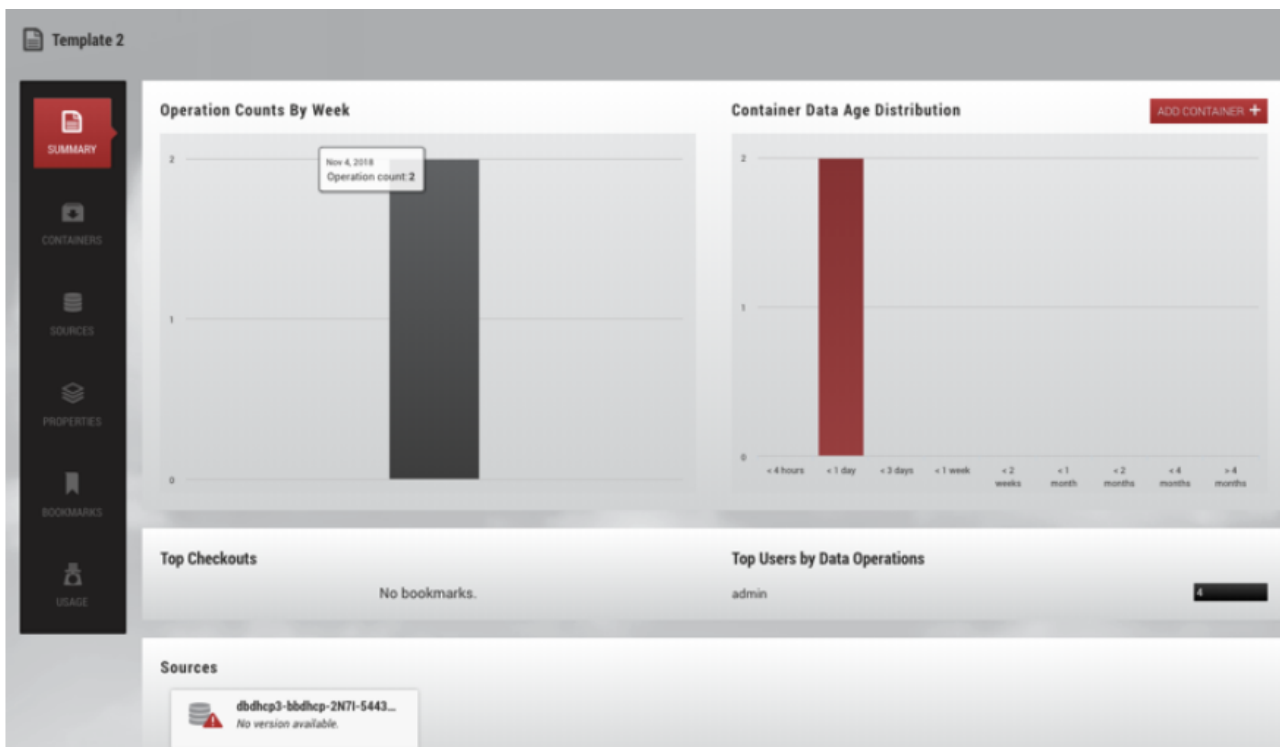 Template 2
SUMMARY
CONTAINERS
SOURCES
PROPERTIES
BOOKMARKS
USAGE
Operation Counts By Week
2
1
0
Nov 4, 2018
Operation count:2
Container Data Age Distribution
ADD CONTAINER +
2
1
0
< 4 hours
< 1 day
< 3 days
< 1 week
< 2
weeks
< 1
month
< 2
months
< 4
months
> 4
months
Top Checkouts
No bookmarks.
Top Users by Data Operations
admin
4
Sources
dbdhcp3-bbdhcp-2N7I-5443...
No version available.